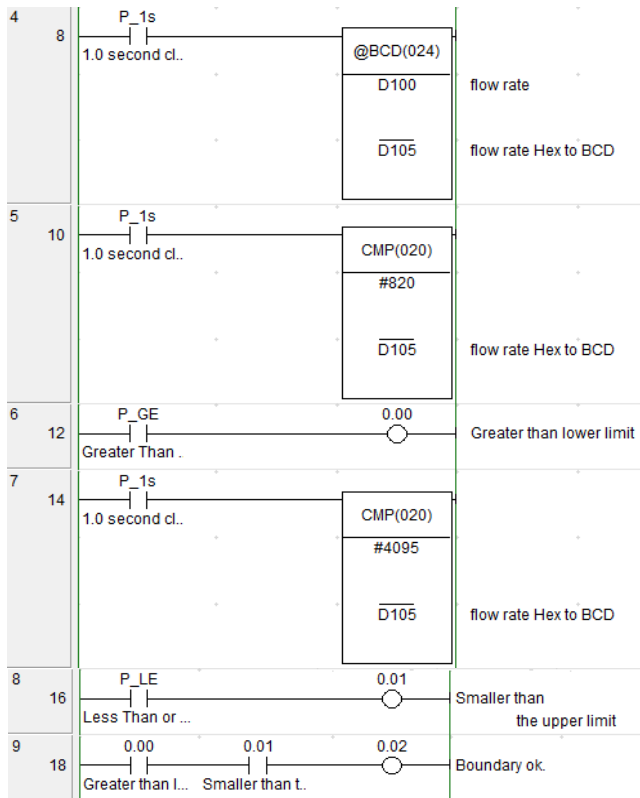 4
P_1s
8
1.0 second cl..
@BCD(024)
D100 flow rate
D105 flow rate Hex to BCD
5
P_1s
10
1.0 second cl..
CMP(020)
#820
D105 flow rate Hex to BCD
6
P_GE 0.00
12
Greater than lower limit
Greater Than .
7
P_1s
14
1.0 second cl..
CMP(020)
#4095
D105 flow rate Hex to BCD
8
P_LE 0.01
16
Smaller than
Less Than or ...
the upper limit
9
0.00 0.01 0.02
18
Boundary ok.
Greater than l... Smaller than t..